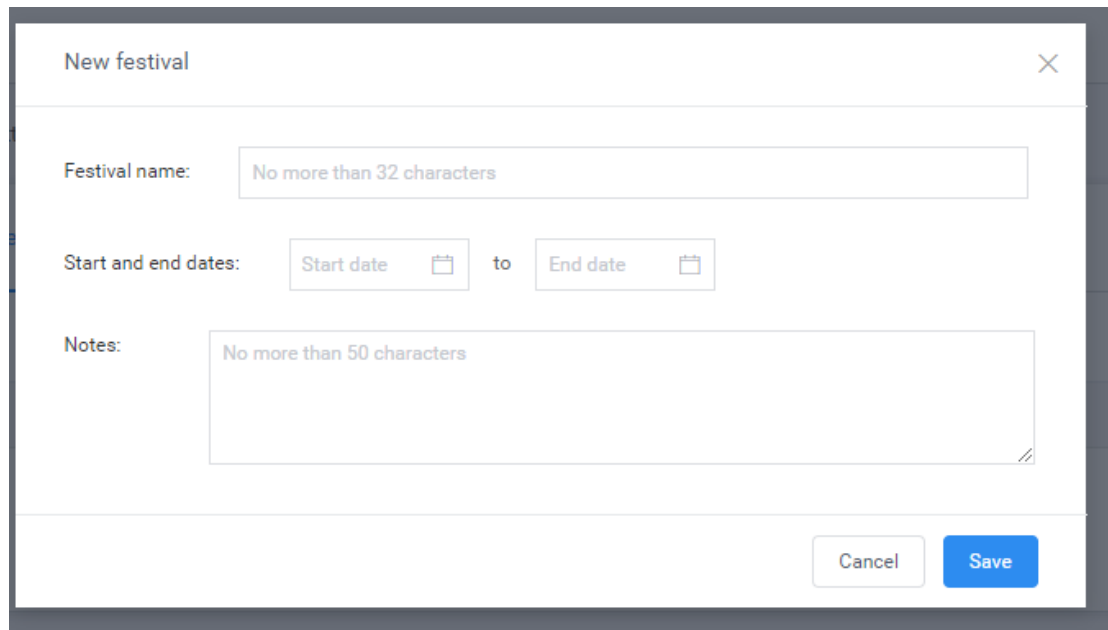 New festival
Festival name: No more than 32 characters
Start and end dates: Start date to End date
Notes: No more than 50 characters
Cancel Save